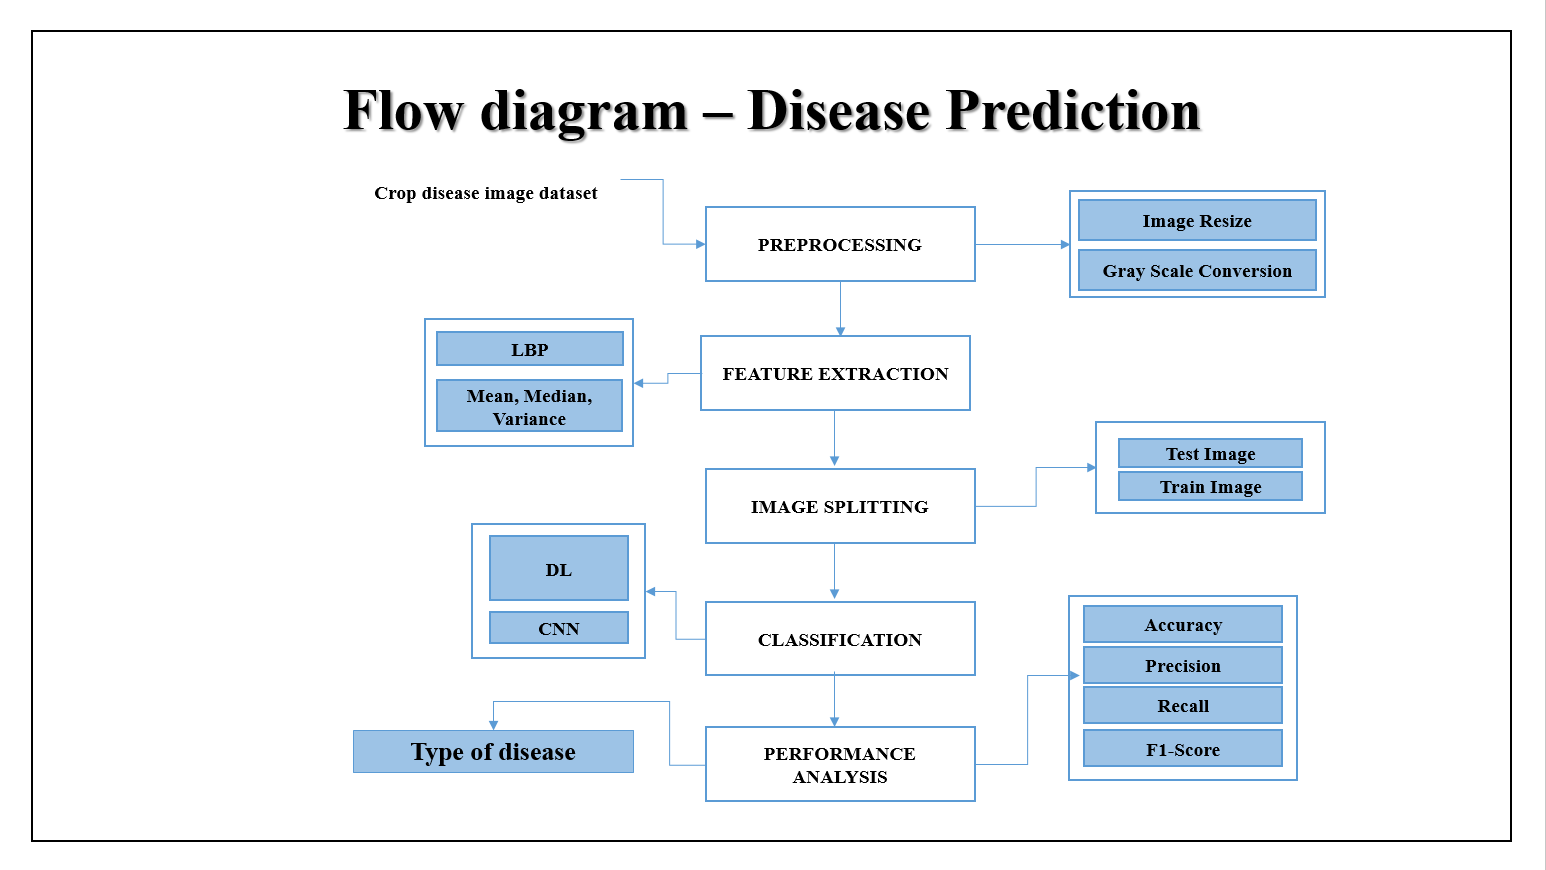 Flow diagram – Disease Prediction
Crop disease image dataset
PREPROCESSING
Image Resize
Gray Scale Conversion
LBP
Mean, Median,
Variance
FEATURE EXTRACTION
Test Image
Train Image
IMAGE SPLITTING
DL
CNN
CLASSIFICATION
Accuracy
Precision
Recall
F1-Score
Type of disease
PERFORMANCE
ANALYSIS